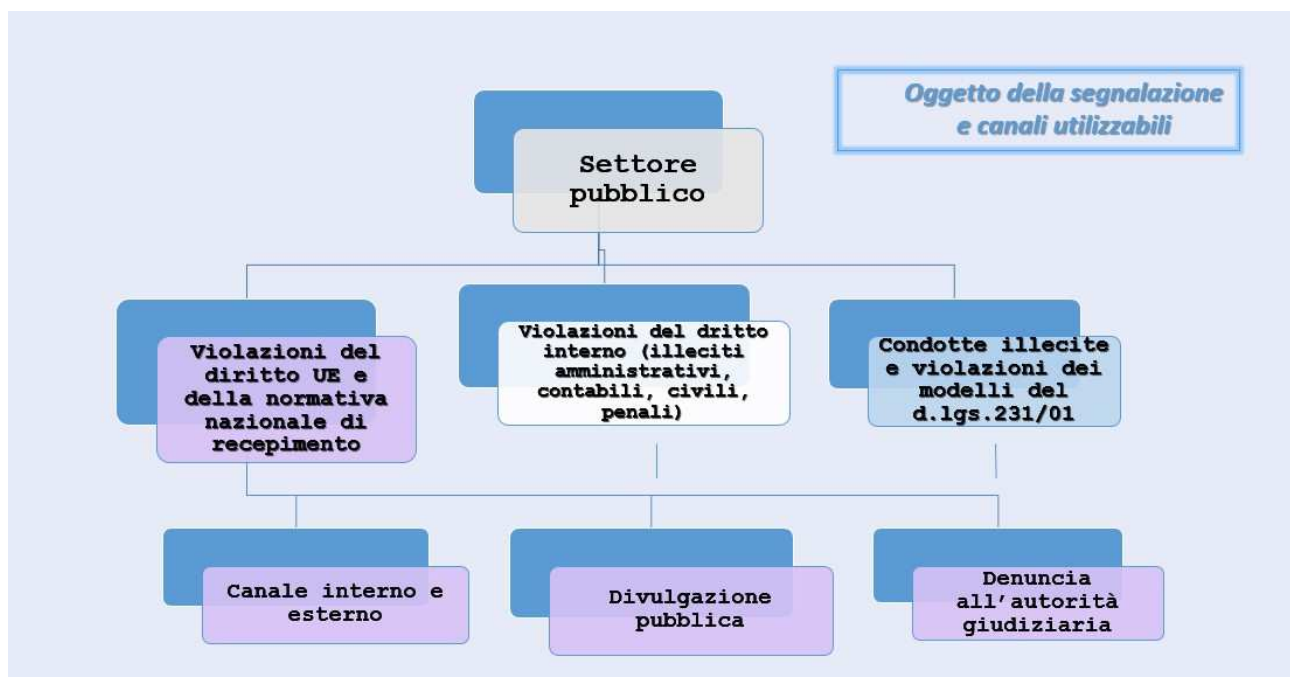 Oggetto della segnalazione
e canali utilizzabili
Settore
pubblico
Violazioni del
diritto UE e
della normativa
nazionale di
recepimento
Violazioni del dritto
interno (illeciti
amministrativi,
contabili, civili,
penali)
Condotte illecite
e violazioni dei
modelli del
d.lgs.231/01
Canale interno e
esterno
Divulgazione
pubblica
Denuncia
all’autorità
giudiziaria